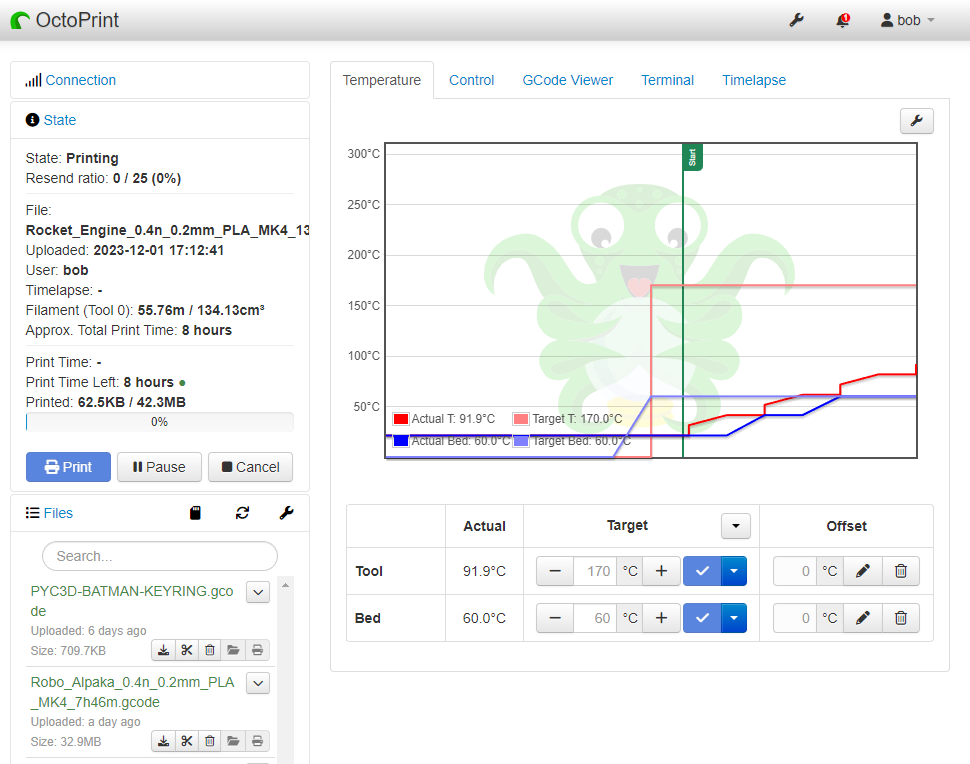 OctoPrint
1
bob
Connection
State
State: Printing
Resend ratio: 0 / 25 (0%)
File:
Rocket_Engine_0.4n_0.2mm_PLA_MK4_13
Uploaded: 2023-12-01 17:12:41
User: bob
Timelapse: -
Filament (Tool 0): 55.76m / 134.13cm³
Approx. Total Print Time: 8 hours
Print Time: -
Print Time Left: 8 hours
Printed: 62.5KB / 42.3MB
0%
Print
Pause
Cancel
Files
Search...
PYC3D-BATMAN-KEYRING.gco
de
Uploaded: 6 days ago
Size: 709.7KB
Robo_Alpaka_0.4n_0.2mm_PLA
_MK4_7h46m.gcode
Uploaded: a day ago
Size: 32.9MB
Temperature
Control
GCode Viewer
Terminal
Timelapse
300°C
250°C
200°C
150°C
100°C
50°C
Start
Actual T: 91.9°C
Target T: 170.0°C
Actual Bed: 60.0°C
Target Bed: 60.0°C
Actual
Target
Offset
Tool
91.9°C
170
°C
0
°C
Bed
60.0°C
60
°C
0
°C